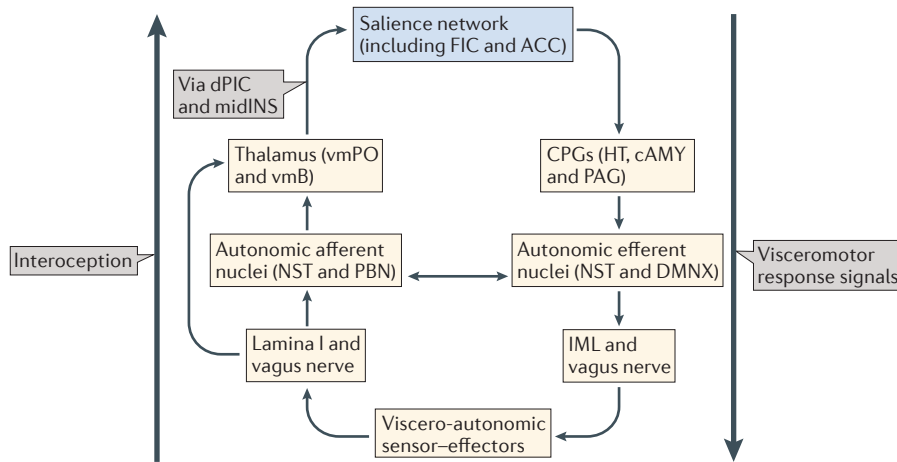 Salience network
(including FIC and ACC)
Via dPIC
and midINS
Thalamus (vmPO
and vmB)
CPGs (HT, cAMY
and PAG)
Interoception
Autonomic afferent
nuclei (NST and PBN)
Autonomic efferent
nuclei (NST and DMNX)
Visceromotor
response signals
Lamina I and
vagus nerve
IML and
vagus nerve
Viscero-autonomic
sensor–effectors